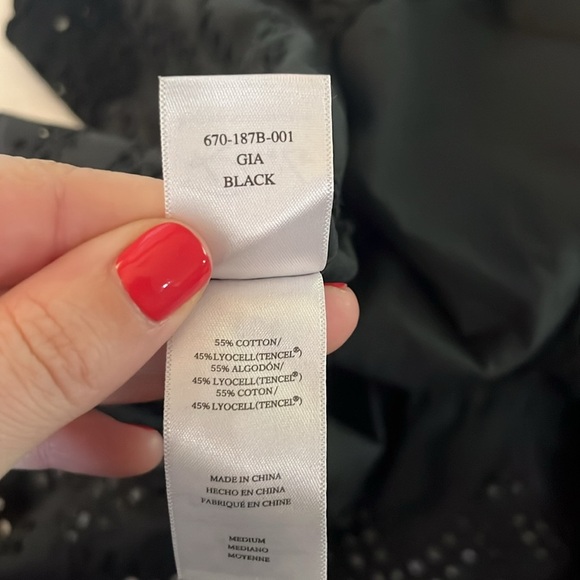 670-187B-001
GIA
BLACK
55% COTTON/
45% LYOCELL(TENCEL®)
55% ALGODÓN/
45% LYOCELL(TENCEL®)
55% COTON/
45% LYOCELL(TENCEL®)
MADE IN CHINA
HECHO EN CHINA
FABRIQUÉ EN CHINE
MEDIUM
MEDIANO
MOYENNE